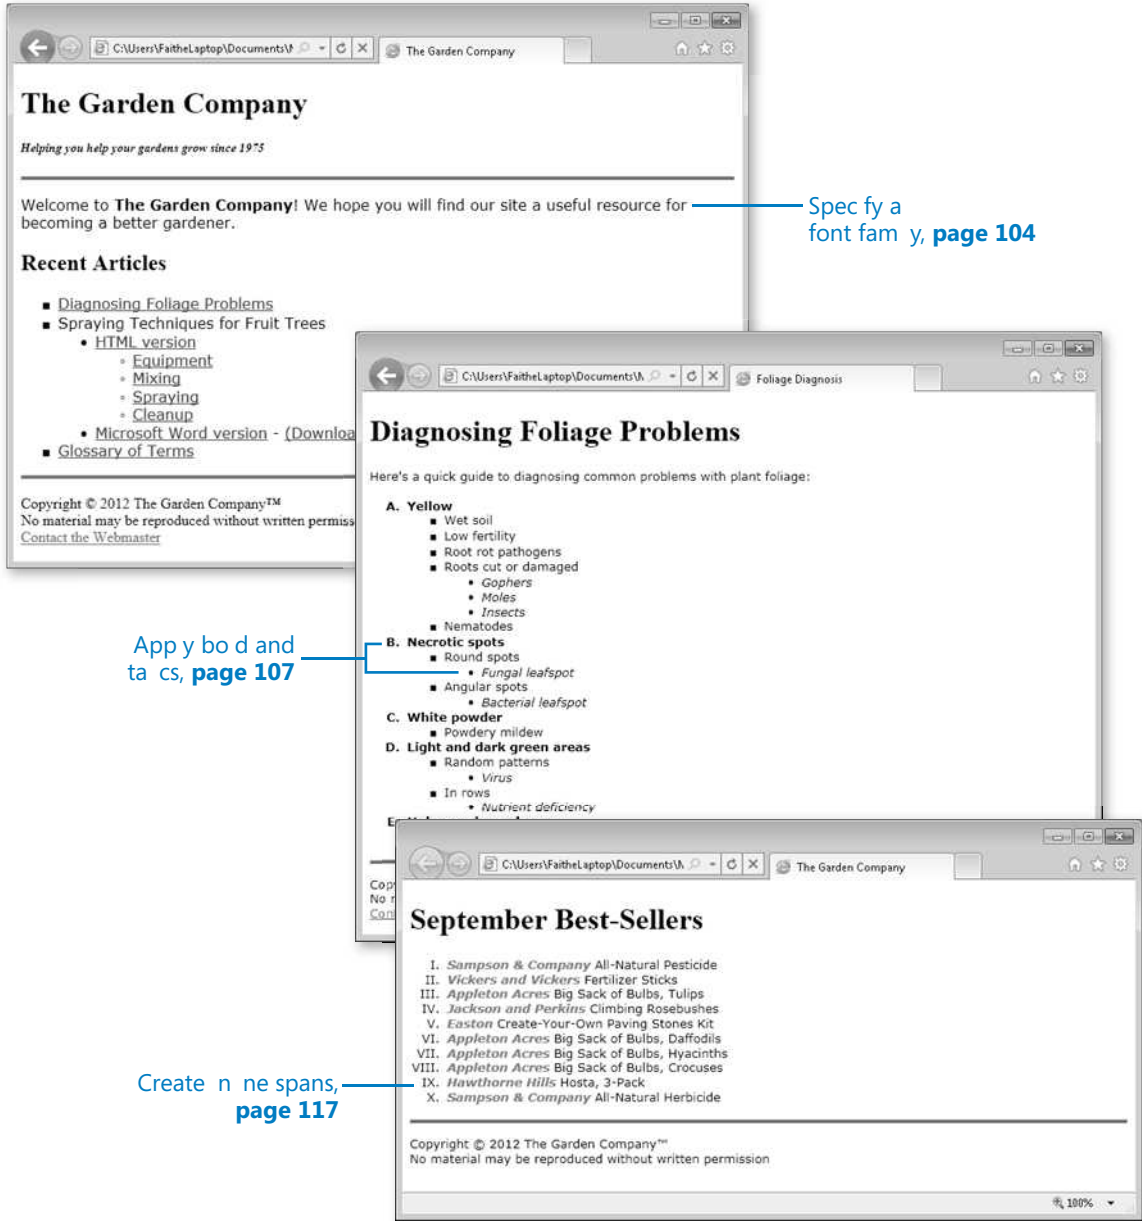 C:\Users\FaitheLaptop\Documents\
The Garden Company
The Garden Company
Helping you help your gardens grow since 1975
Welcome to The Garden Company! We hope you will find our site a useful resource for
becoming a better gardener.
Recent Articles
Diagnosing Foliage Problems
Spraying Techniques for Fruit Trees
HTML version
Equipment
Mixing
Spraying
Cleanup
Microsoft Word version - (Downloa
Glossary of Terms
Copyright © 2012 The Garden Company™
No material may be reproduced without written permiss
Contact the Webmaster
Spec fy a
font fam y, page 104
C:\Users\FaitheLaptop\Documents\
Foliage Diagnosis
Diagnosing Foliage Problems
Here's a quick guide to diagnosing common problems with plant foliage:
A. Yellow
Wet soil
Low fertility
Root rot pathogens
Roots cut or damaged
Gophers
Moles
Insects
Nematodes
B. Necrotic spots
Round spots
Fungal leafspot
Angular spots
Bacterial leafspot
C. White powder
Powdery mildew
D. Light and dark green areas
Random patterns
Virus
In rows
Nutrient deficiency
E.
Cop
No r
Con
App y bo d and
ta cs, page 107
C:\Users\FaitheLaptop\Documents\
The Garden Company
September Best-Sellers
I. Sampson & Company All-Natural Pesticide
II. Vickers and Vickers Fertilizer Sticks
III. Appleton Acres Big Sack of Bulbs, Tulips
IV. Jackson and Perkins Climbing Rosebushes
V. Easton Create-Your-Own Paving Stones Kit
VI. Appleton Acres Big Sack of Bulbs, Daffodils
VII. Appleton Acres Big Sack of Bulbs, Hyacinths
VIII. Appleton Acres Big Sack of Bulbs, Crocuses
IX. Hawthorne Hills Hosta, 3-Pack
X. Sampson & Company All-Natural Herbicide
Copyright © 2012 The Garden Company™
No material may be reproduced without written permission
100%
Create n ne spans,
page 117